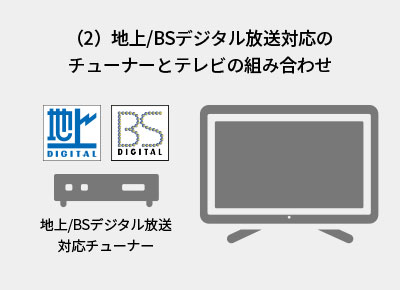 （2）地上/BSデジタル放送対応の
チューナーとテレビの組み合わせ
地上
DIGITAL
BS
DIGITAL
地上/BSデジタル放送
対応チューナー